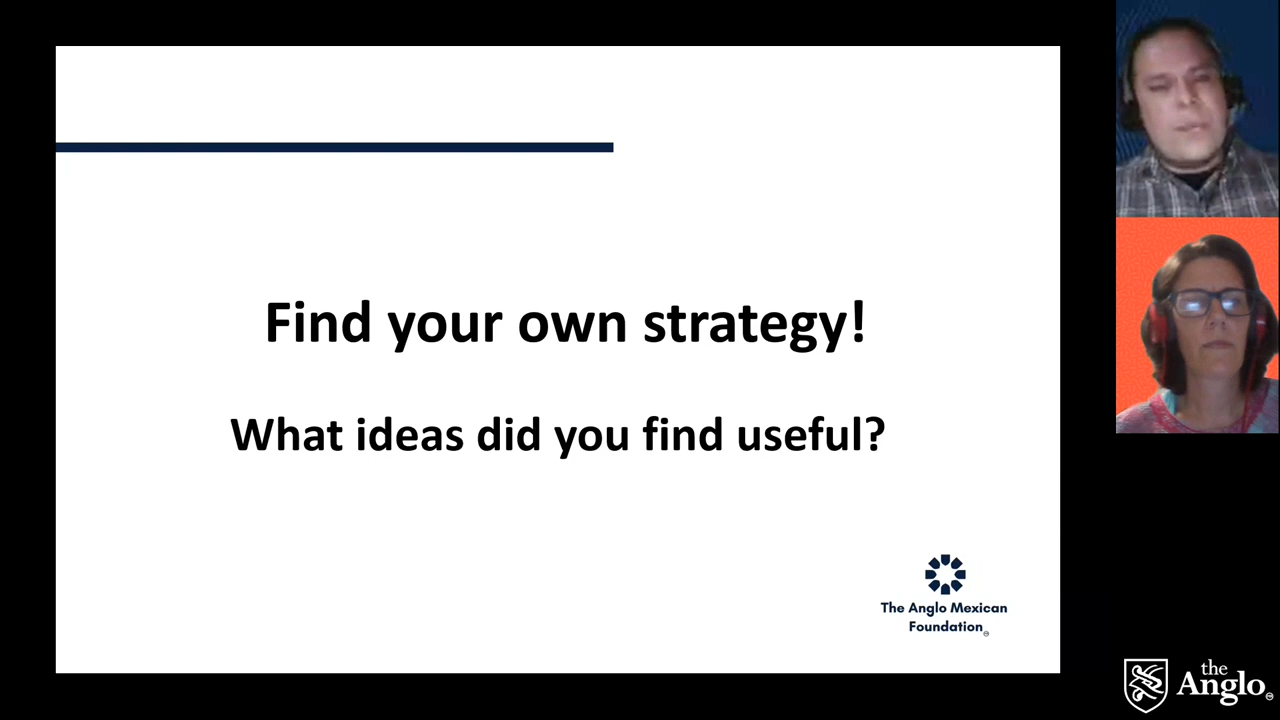 Find your own strategy!
What ideas did you find useful?
The Anglo Mexican
Foundation
the
Anglo